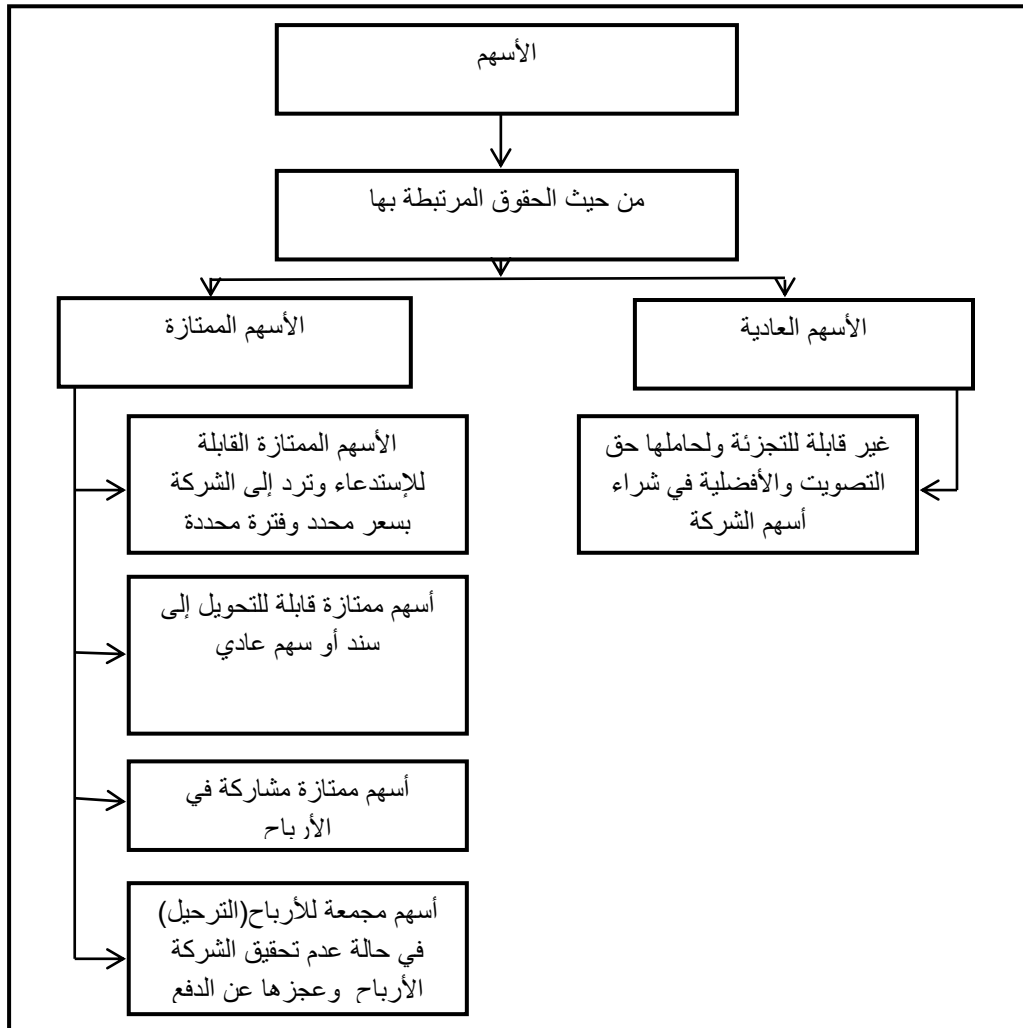 الأسهم
من حيث الحقوق المرتبطة بها
الأسهم العادية
الأسهم الممتازة
غير قابلة للتجزئة ولحاملها حق
التصويت والأفضلية في شراء
أسهم الشركة
الأسهم الممتازة القابلة
للإستدعاء وترد إلى الشركة
بسعر محدد وفترة محددة
أسهم ممتازة قابلة للتحويل إلى
سند أو سهم عادي
أسهم ممتازة مشاركة في
الأرباح
أسهم مجمعة للأرباح(الترحيل)
في حالة عدم تحقيق الشركة
الأرباح وعجزها عن الدفع